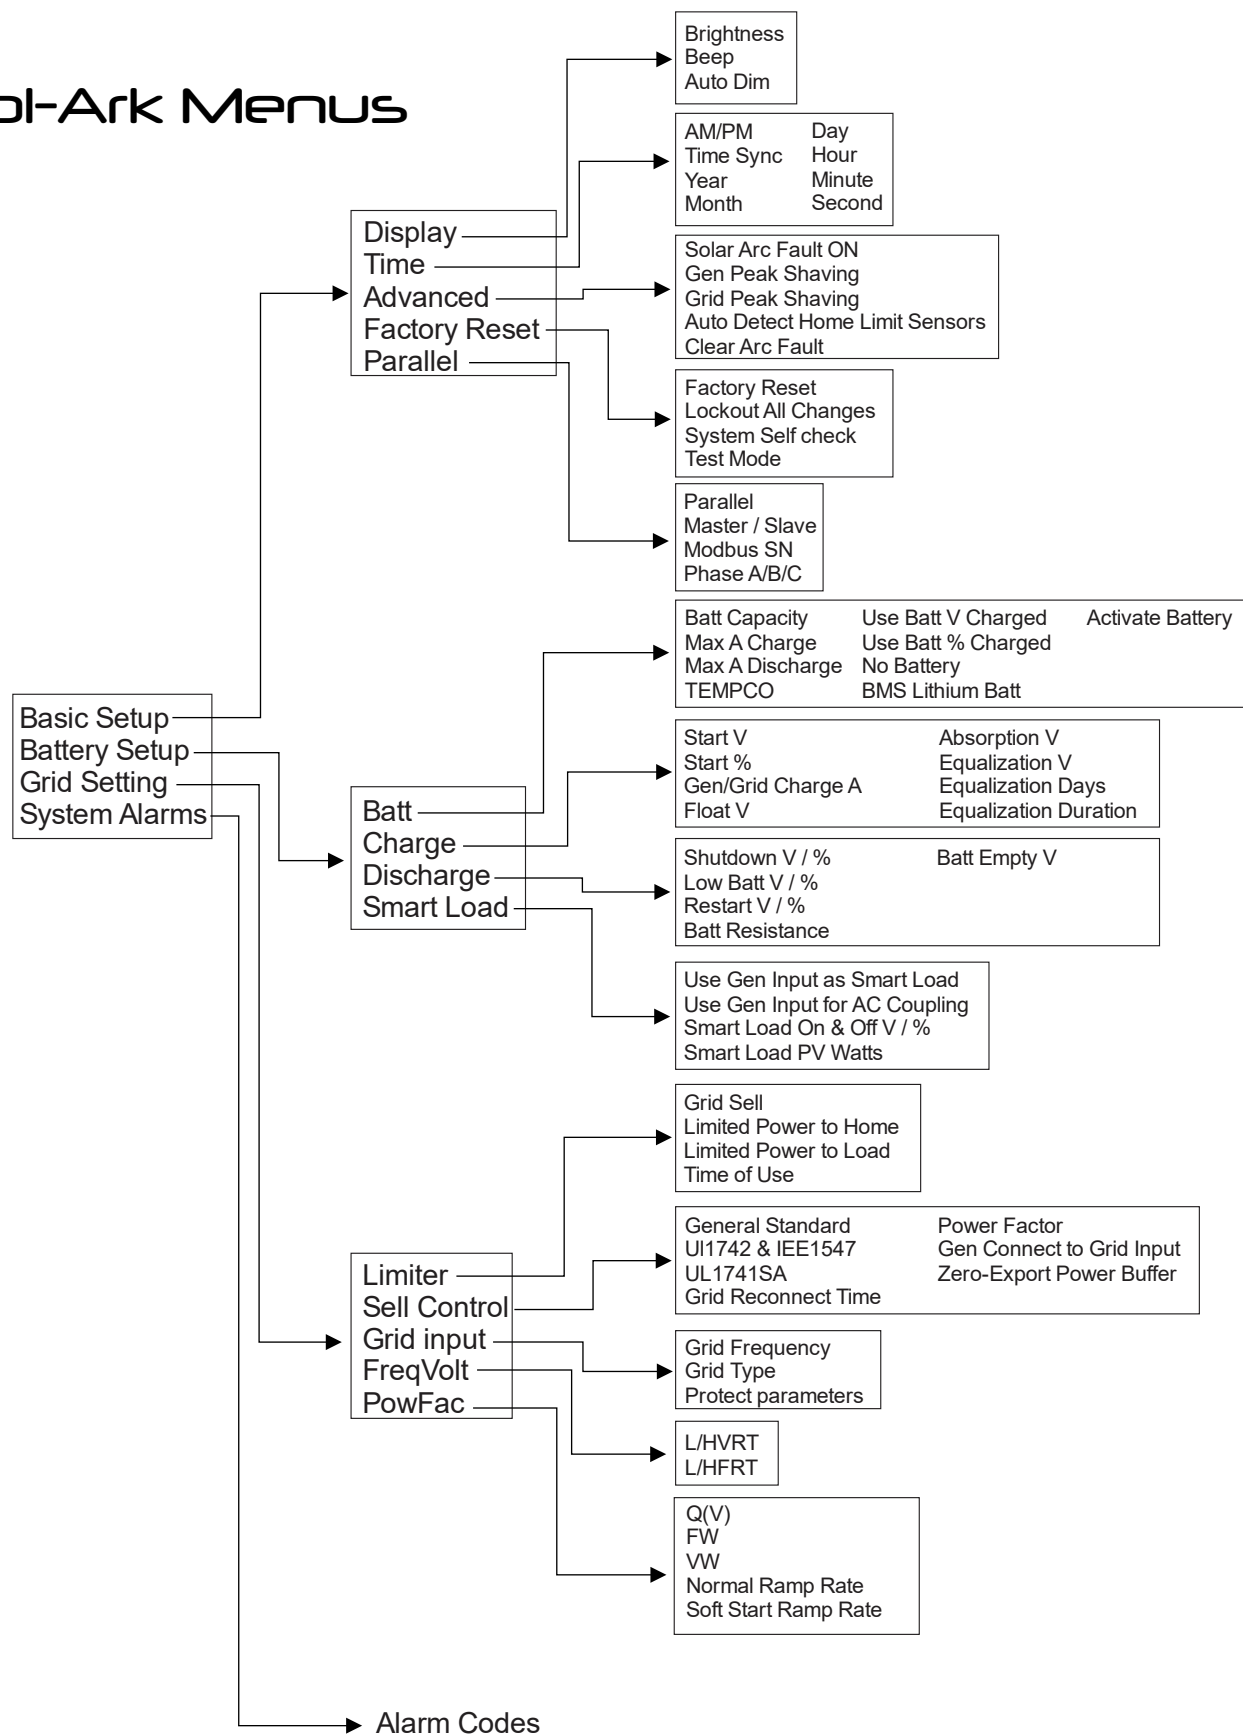 ol-Ark Menus
Brightness
Beep
Auto Dim
AM/PM Day
Time Sync Hour
Year Minute
Month Second
Display
Time
Advanced
Factory Reset
Parallel
Solar Arc Fault ON
Gen Peak Shaving
Grid Peak Shaving
Auto Detect Home Limit Sensors
Clear Arc Fault
Factory Reset
Lockout All Changes
System Self check
Test Mode
Parallel
Master / Slave
Modbus SN
Phase A/B/C
Basic Setup
Battery Setup
Grid Setting
System Alarms
Batt Capacity Use Batt V Charged Activate Battery
Max A Charge Use Batt % Charged
Max A Discharge No Battery
TEMPCO BMS Lithium Batt
Batt
Charge
Discharge
Smart Load
Start V Absorption V
Start % Equalization V
Gen/Grid Charge A Equalization Days
Float V Equalization Duration
Shutdown V / % Batt Empty V
Low Batt V / %
Restart V / %
Batt Resistance
Use Gen Input as Smart Load
Use Gen Input for AC Coupling
Smart Load On & Off V / %
Smart Load PV Watts
Limiter
Sell Control
Grid input
FreqVolt
PowFac
Grid Sell
Limited Power to Home
Limited Power to Load
Time of Use
General Standard Power Factor
Ul1742 & IEE1547 Gen Connect to Grid Input
UL1741SA Zero-Export Power Buffer
Grid Reconnect Time
Grid Frequency
Grid Type
Protect parameters
L/HVRT
L/HFRT
Q(V)
FW
VW
Normal Ramp Rate
Soft Start Ramp Rate
Alarm Codes